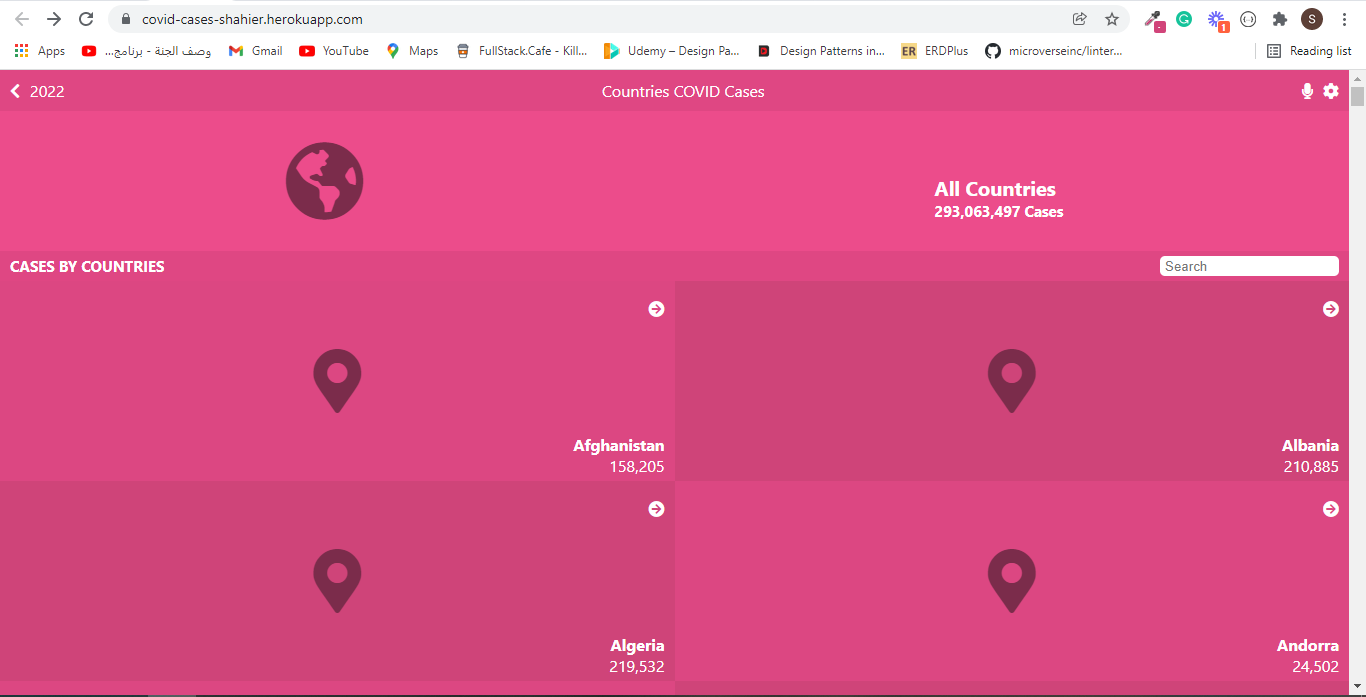 covid-cases-shahier.herokuapp.com
S
1
Apps
وصف الجنة - برنامج...
Gmail
YouTube
Maps
FullStack.Cafe - Kill...
Udemy – Design Pa...
Design Patterns in...
ER ERDPlus
microverseinc/linter...
Reading list
2022
Countries COVID Cases
All Countries
293,063,497 Cases
CASES BY COUNTRIES
Search
Afghanistan
158,205
Albania
210,885
Algeria
219,532
Andorra
24,502